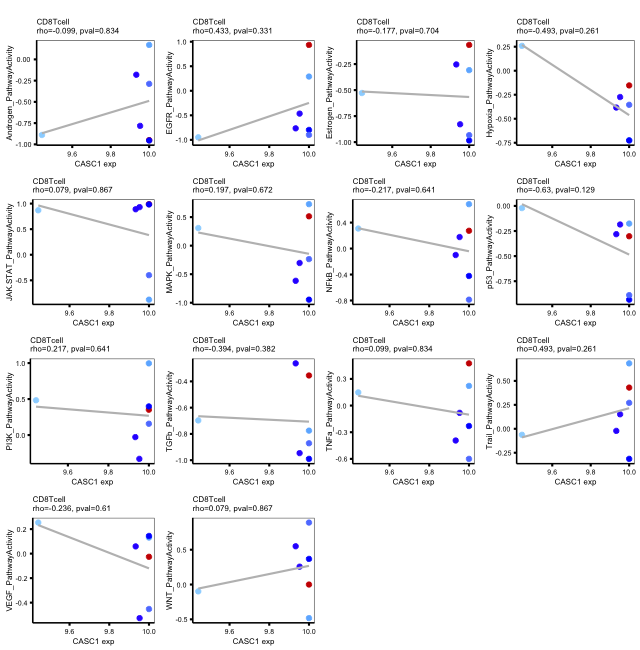 CD8Tcell
rho=-0.099, pval=0.834
Androgen_PathwayActivity
0.00
-0.25
-0.50
-0.75
-1.00
9.6
9.8
10.0
CASC1 exp
CD8Tcell
rho=0.433, pval=0.331
EGFR_PathwayActivity
1.0
0.5
0.0
-0.5
-1.0
9.6
9.8
10.0
CASC1 exp
CD8Tcell
rho=-0.177, pval=0.704
Estrogen_PathwayActivity
-0.25
-0.50
-0.75
-1.00
9.6
9.8
10.0
CASC1 exp
CD8Tcell
rho=-0.493, pval=0.261
Hypoxia_PathwayActivity
0.25
0.00
-0.25
-0.50
-0.75
9.6
9.8
10.0
CASC1 exp
CD8Tcell
rho=0.079, pval=0.867
JAK-STAT_PathwayActivity
1.0
0.5
0.0
-0.5
9.6
9.8
10.0
CASC1 exp
CD8Tcell
rho=0.197, pval=0.672
MAPK_PathwayActivity
0.5
0.0
-0.5
-1.0
9.6
9.8
10.0
CASC1 exp
CD8Tcell
rho=-0.217, pval=0.641
NFkB_PathwayActivity
0.4
0.0
-0.4
-0.8
9.6
9.8
10.0
CASC1 exp
CD8Tcell
rho=-0.63, pval=0.129
p53_PathwayActivity
0.00
-0.25
-0.50
-0.75
9.6
9.8
10.0
CASC1 exp
CD8Tcell
rho=0.217, pval=0.641
PI3K_PathwayActivity
1.0
0.5
0.0
9.6
9.8
10.0
CASC1 exp
CD8Tcell
rho=-0.394, pval=0.382
TGFb_PathwayActivity
-0.4
-0.6
-0.8
-1.0
9.6
9.8
10.0
CASC1 exp
CD8Tcell
rho=0.099, pval=0.834
TNFa_PathwayActivity
0.3
0.0
-0.3
-0.6
9.6
9.8
10.0
CASC1 exp
CD8Tcell
rho=0.493, pval=0.261
Trail_PathwayActivity
0.50
0.25
0.00
-0.25
9.6
9.8
10.0
CASC1 exp
CD8Tcell
rho=-0.236, pval=0.61
VEGF_PathwayActivity
0.2
0.0
-0.2
-0.4
9.6
9.8
10.0
CASC1 exp
CD8Tcell
rho=0.079, pval=0.867
WNT_PathwayActivity
0.5
0.0
-0.5
9.6
9.8
10.0
CASC1 exp